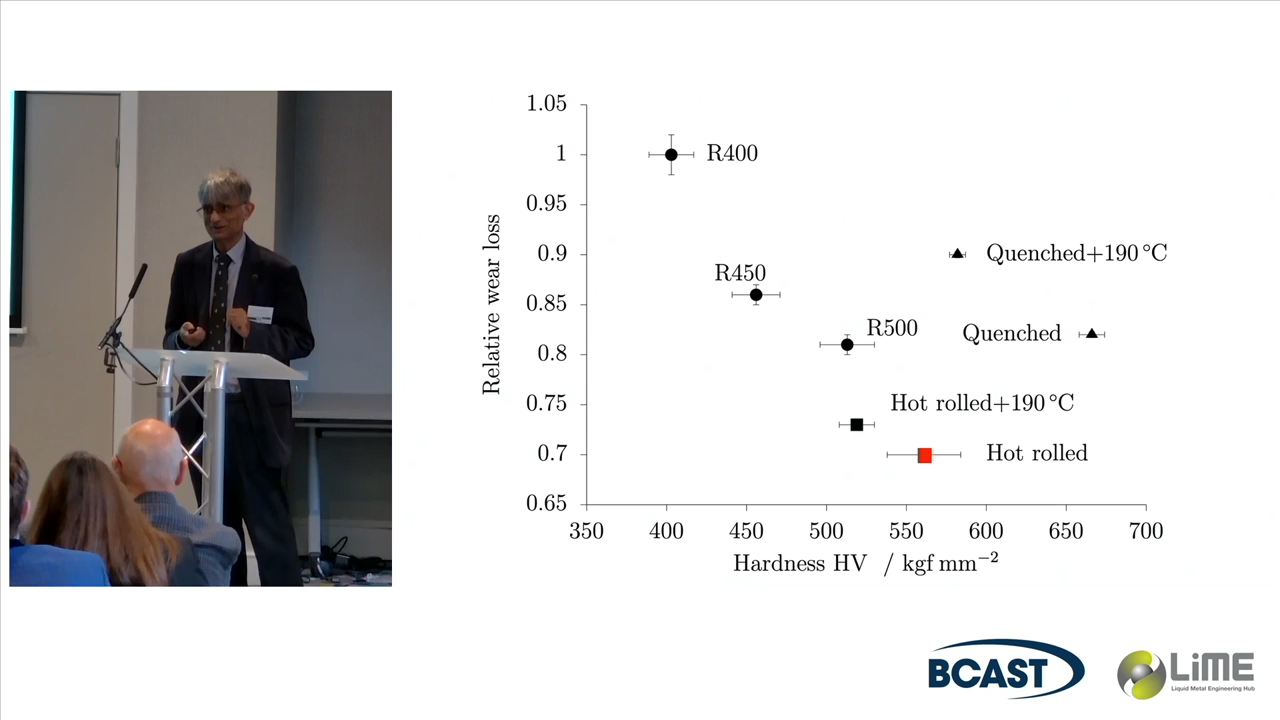 1.05
1
0.95
0.9
0.85
0.8
0.75
0.7
0.65
Relative wear loss
R400
Quenched+190 °C
R450
R500
Quenched
Hot rolled+190 °C
Hot rolled
350 400 450 500 550 600 650 700
Hardness HV / kgf mm⁻²
BCAST
LiME
Liquid Metal Engineering Hub